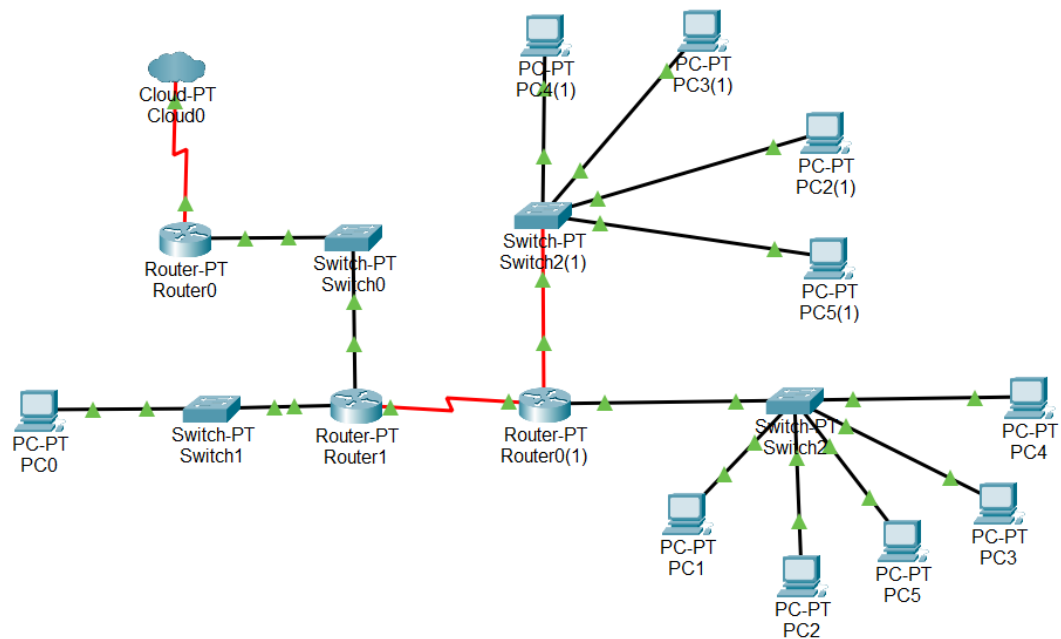 PC-PT
PC4(1)
PC-PT
PC3(1)
Cloud-PT
Cloud0
PC-PT
PC2(1)
Switch-PT
Switch2(1)
Router-PT
Router0
Switch-PT
Switch0
PC-PT
PC5(1)
PC-PT
PC0
Switch-PT
Switch1
Router-PT
Router1
Router-PT
Router0(1)
Switch-PT
Switch2
PC-PT
PC4
PC-PT
PC1
PC-PT
PC2
PC-PT
PC5
PC-PT
PC3